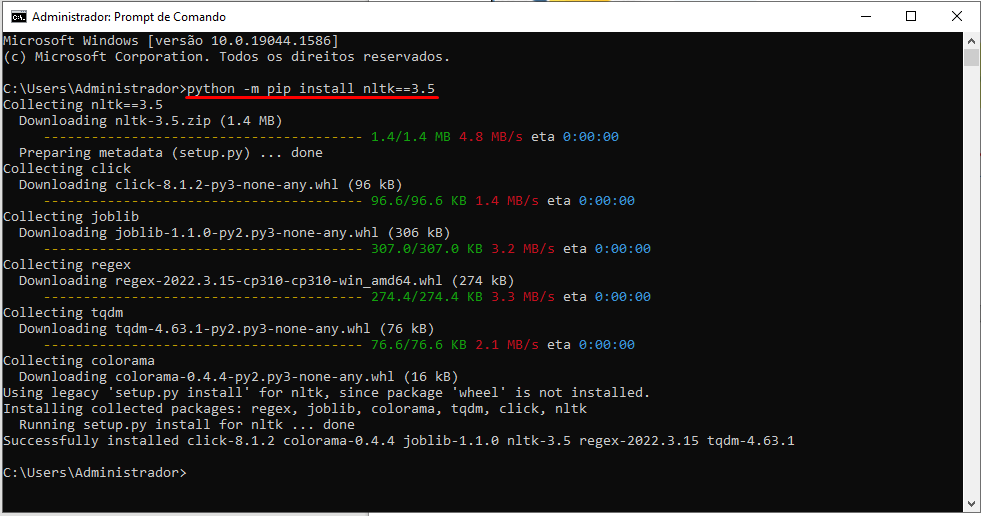 Administrador: Prompt de Comando
Microsoft Windows [versão 10.0.19044.1586]
(c) Microsoft Corporation. Todos os direitos reservados.
C:\Users\Administrador>python -m pip install nltk==3.5
Collecting nltk==3.5
  Downloading nltk-3.5.zip (1.4 MB)
     ---------------------------------------- 1.4/1.4 MB 4.8 MB/s eta 0:00:00
  Preparing metadata (setup.py) ... done
Collecting click
  Downloading click-8.1.2-py3-none-any.whl (96 kB)
     ---------------------------------------- 96.6/96.6 KB 1.4 MB/s eta 0:00:00
Collecting joblib
  Downloading joblib-1.1.0-py2.py3-none-any.whl (306 kB)
     ---------------------------------------- 307.0/307.0 KB 3.2 MB/s eta 0:00:00
Collecting regex
  Downloading regex-2022.3.15-cp310-cp310-win_amd64.whl (274 kB)
     ---------------------------------------- 274.4/274.4 KB 3.3 MB/s eta 0:00:00
Collecting tqdm
  Downloading tqdm-4.63.1-py2.py3-none-any.whl (76 kB)
     ---------------------------------------- 76.6/76.6 KB 2.1 MB/s eta 0:00:00
Collecting colorama
  Downloading colorama-0.4.4-py2.py3-none-any.whl (16 kB)
Using legacy 'setup.py install' for nltk, since package 'wheel' is not installed.
Installing collected packages: regex, joblib, colorama, tqdm, click, nltk
  Running setup.py install for nltk ... done
Successfully installed click-8.1.2 colorama-0.4.4 joblib-1.1.0 nltk-3.5 regex-2022.3.15 tqdm-4.63.1
C:\Users\Administrador>